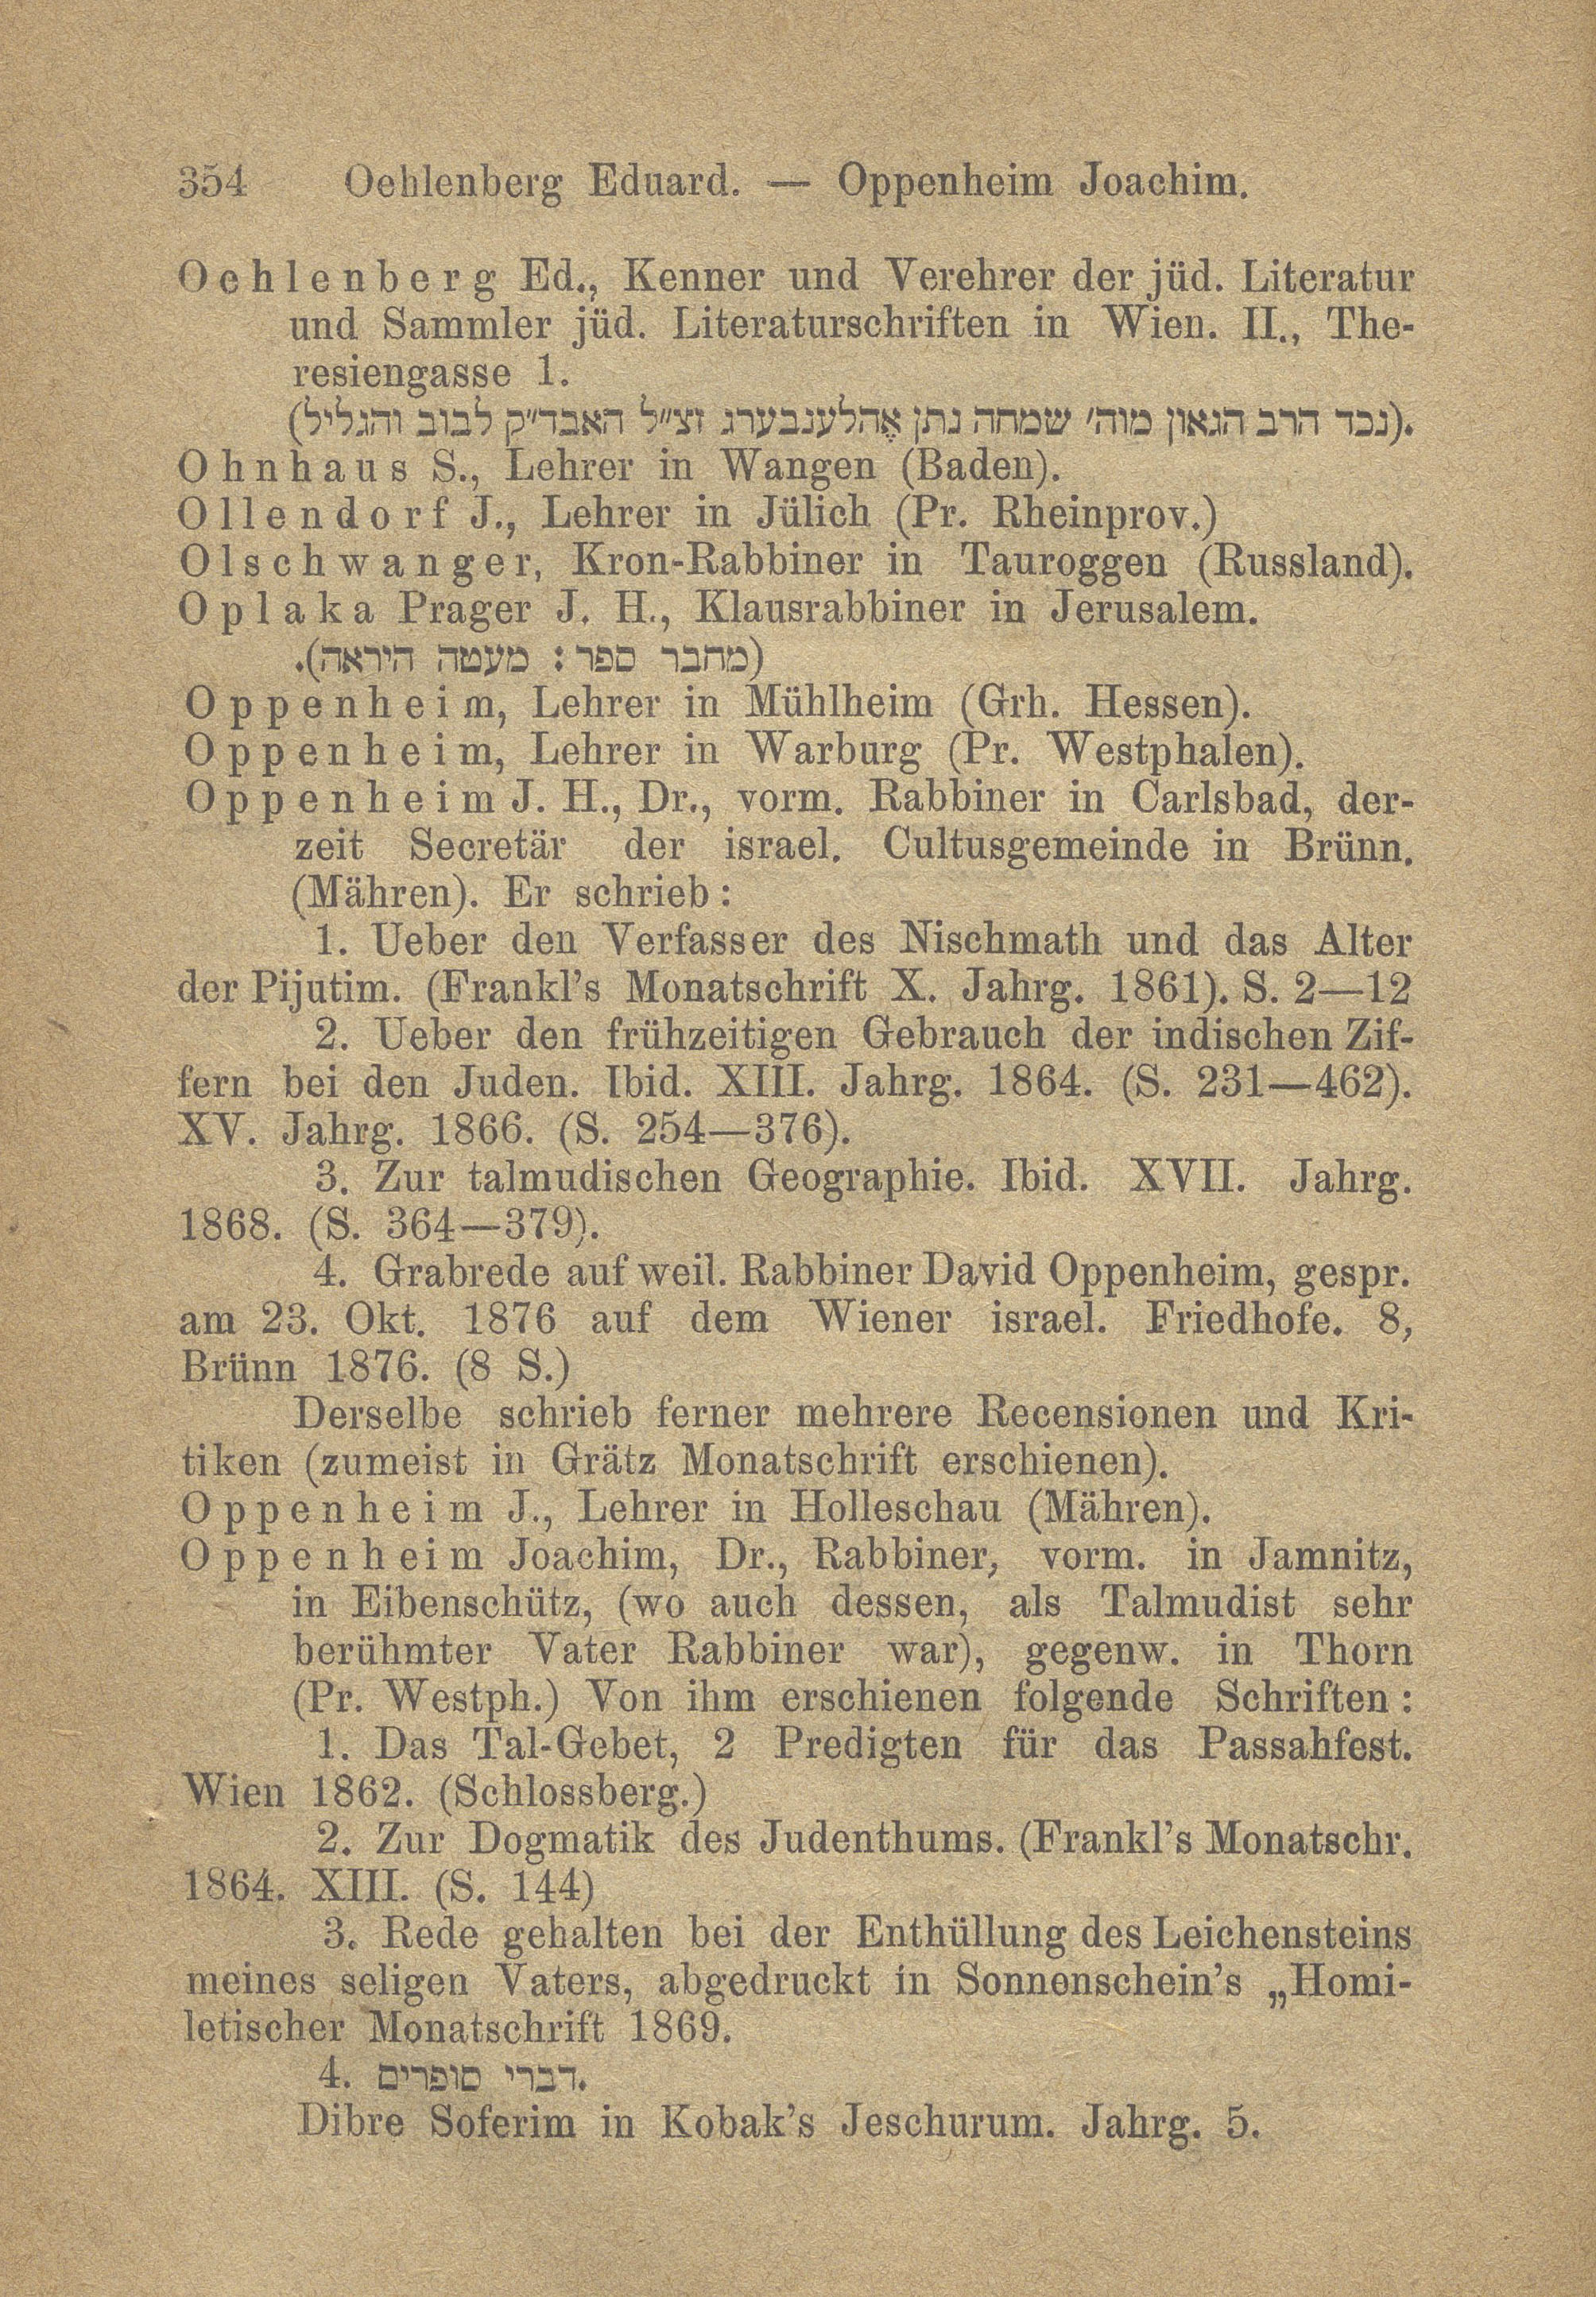 354 Oehlenberg Eduard. — Oppenheim Joachim.
Oehlenberg Ed., Kenner und Verehrer der jüd. Literatur
und Sammler jüd. Literaturschriften in Wien. II., The-
resiengasse 1.
(נכד הרב הגאון מוה׳ שמחה נתן אֶהלענבערג זצ״ל האבד״ק לבוב והגליל).
Ohnhaus S., Lehrer in Wangen (Baden).
Ollendorf J., Lehrer in Jülich (Pr. Rheinprov.)
Olschwanger, Kron-Rabbiner in Tauroggen (Russland).
Oplaka Prager J. H., Klausrabbiner in Jerusalem.
(מחבר ספר : מעטה היראה).
Oppenheim, Lehrer in Mühlheim (Grh. Hessen).
Oppenheim, Lehrer in Warburg (Pr. Westphalen).
Oppenheim J. H., Dr., vorm. Rabbiner in Carlsbad, der-
zeit Secretär der israel. Cultusgemeinde in Brünn.
(Mähren). Er schrieb:
1. Ueber den Verfasser des Nischmath und das Alter
der Pijutim. (Frankl's Monatschrift X. Jahrg. 1861). S. 2—12
2. Ueber den frühzeitigen Gebrauch der indischen Zif-
fern bei den Juden. Ibid. XIII. Jahrg. 1864. (S. 231—462).
XV. Jahrg. 1866. (S. 254—376).
3. Zur talmudischen Geographie. Ibid. XVII. Jahrg.
1868. (S. 364—379).
4. Grabrede auf weil. Rabbiner David Oppenheim, gespr.
am 23. Okt. 1876 auf dem Wiener israel. Friedhofe. 8,
Brünn 1876. (8 S.)
Derselbe schrieb ferner mehrere Recensionen und Kri-
tiken (zumeist in Grätz Monatschrift erschienen).
Oppenheim J., Lehrer in Holleschau (Mähren).
Oppenheim Joachim, Dr., Rabbiner, vorm. in Jamnitz,
in Eibenschütz, (wo auch dessen, als Talmudist sehr
berühmter Vater Rabbiner war), gegenw. in Thorn
(Pr. Westph.) Von ihm erschienen folgende Schriften:
1. Das Tal-Gebet, 2 Predigten für das Passahfest.
Wien 1862. (Schlossberg.)
2. Zur Dogmatik des Judenthums. (Frankl's Monatschr.
1864. XIII. (S. 144)
3. Rede gehalten bei der Enthüllung des Leichensteins
meines seligen Vaters, abgedruckt in Sonnenschein's „Homi-
letischer Monatschrift 1869.
4. דברי סופרים.
Dibre Soferim in Kobak's Jeschurum. Jahrg. 5.